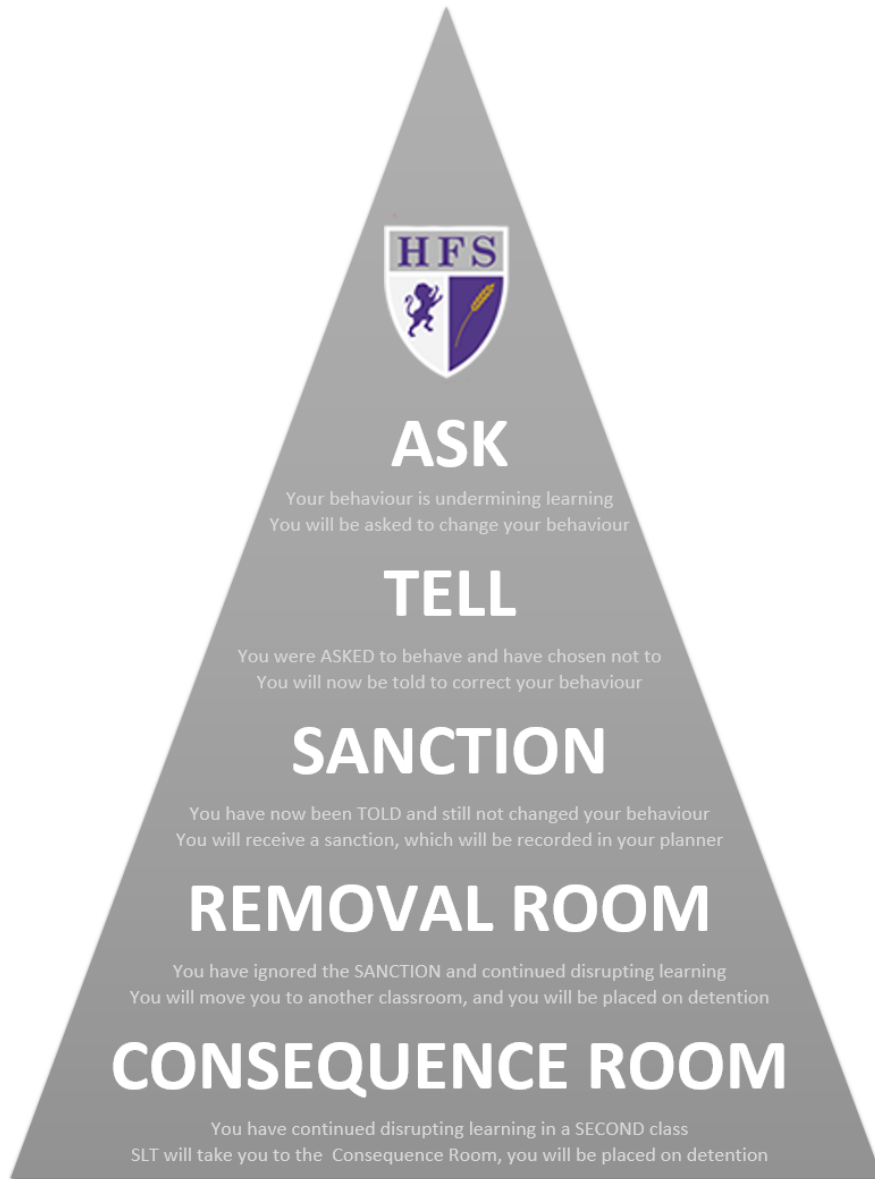 HFS
ASK
Your behaviour is undermining learning
You will be asked to change your behaviour
TELL
You were ASKED to behave and have chosen not to
You will now be told to correct your behaviour
SANCTION
You have now been TOLD and still not changed your behaviour
You will receive a sanction, which will be recorded in your planner
REMOVAL ROOM
You have ignored the SANCTION and continued disrupting learning
You will move you to another classroom, and you will be placed on detention
CONSEQUENCE ROOM
You have continued disrupting learning in a SECOND class
SLT will take you to the Consequence Room, you will be placed on detention